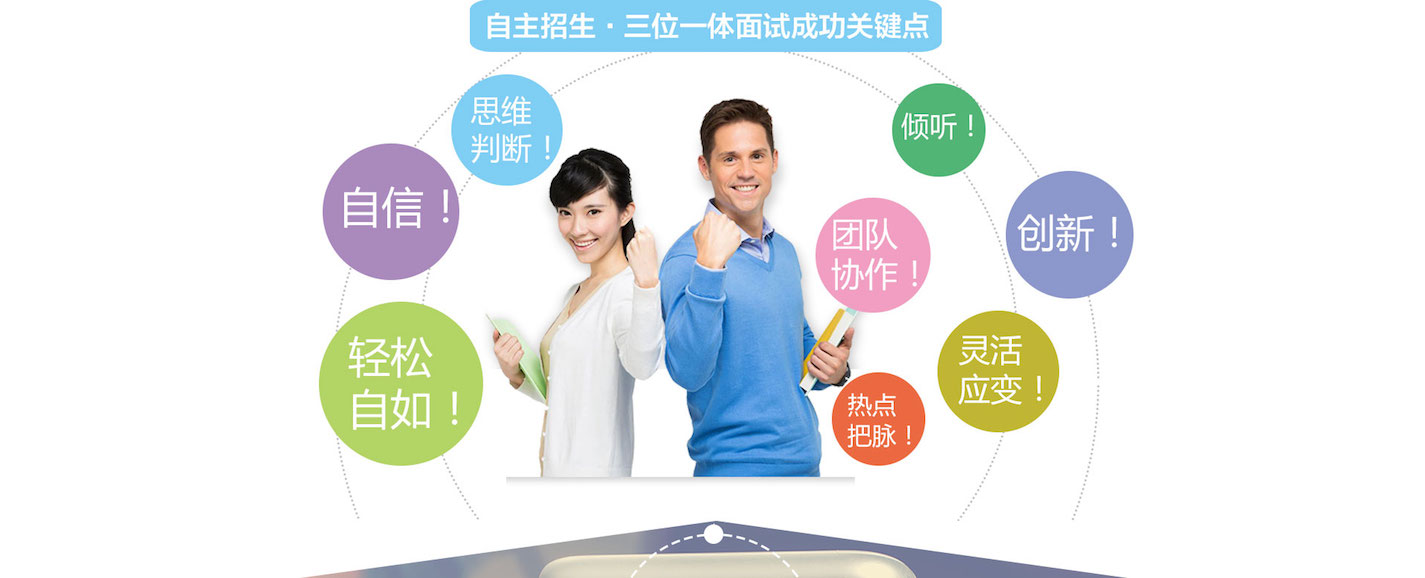 自主招生·三位一体面试成功关键点
思维
判断！
倾听！
自信！
团队
协作！
创新！
轻松
自如！
灵活
应变！
热点
把脉！